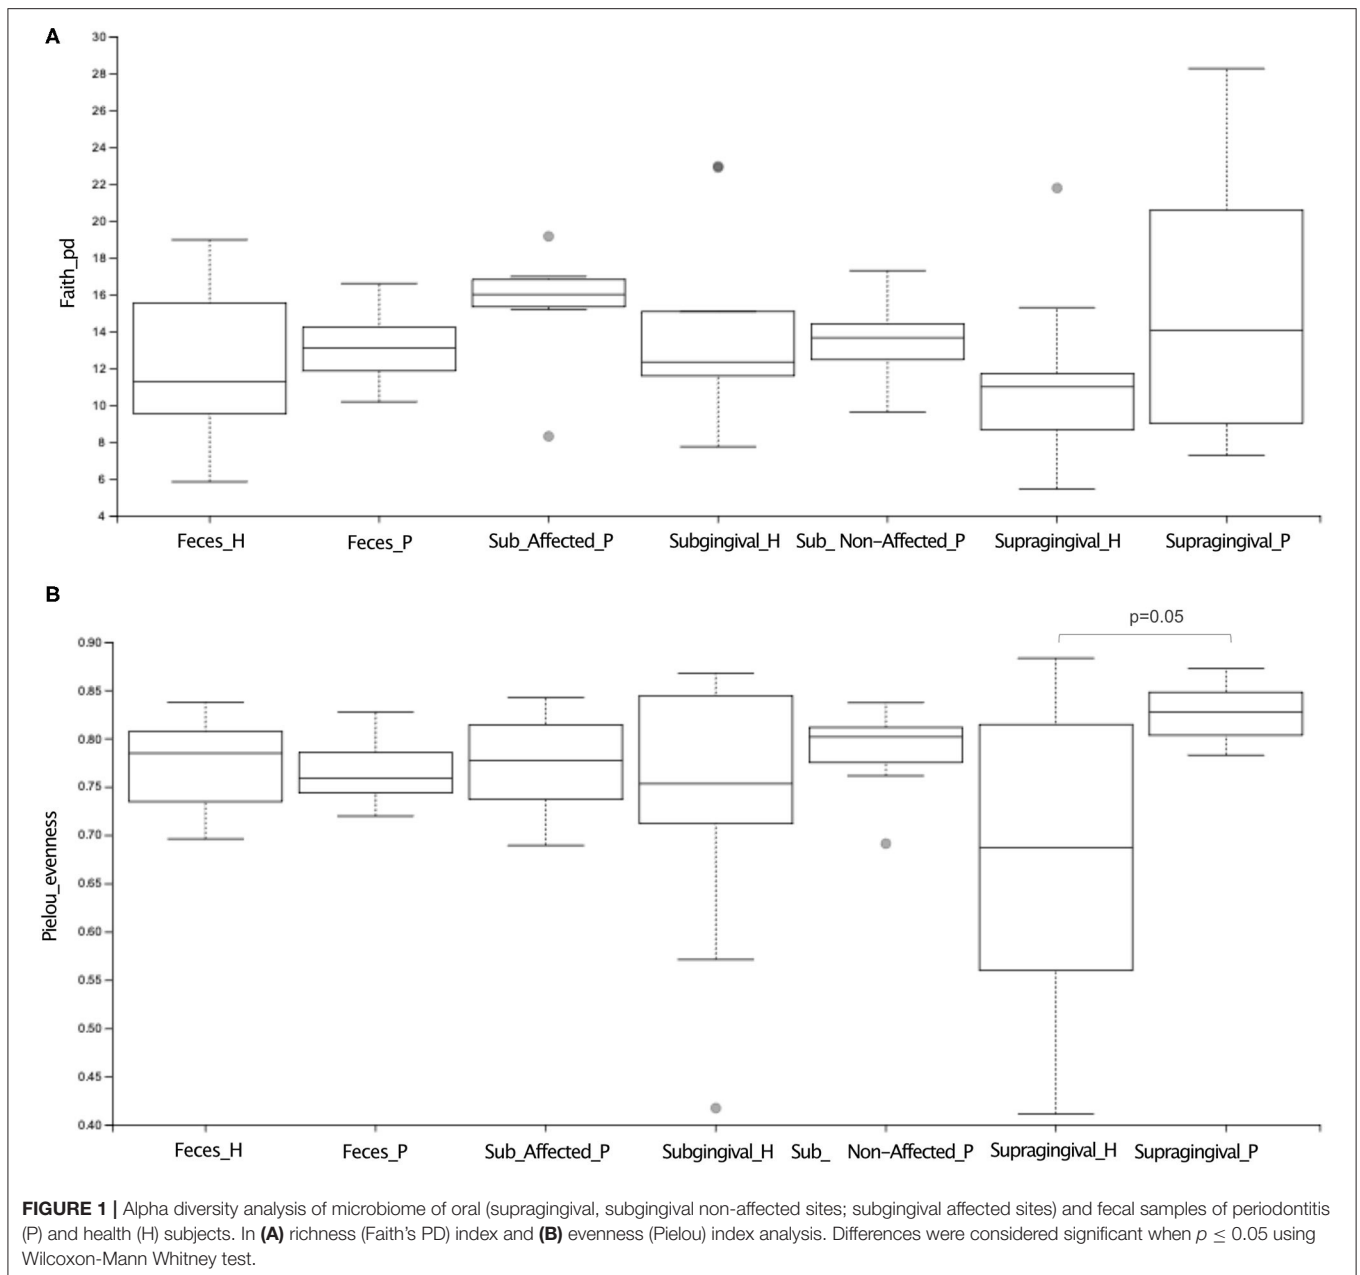 A
30
28
26
24
22
20
18
16
14
12
10
8
6
4
Faith_pd
Feces_H Feces_P Sub_Affected_P Subgingival_H Sub_ Non-Affected_P Supragingival_H Supragingival_P
B
p=0.05
0.90
0.85
0.80
0.75
0.70
0.65
0.60
0.55
0.50
0.45
0.40
Pielou_evenness
Feces_H Feces_P Sub_Affected_P Subgingival_H Sub_ Non-Affected_P Supragingival_H Supragingival_P
FIGURE 1 | Alpha diversity analysis of microbiome of oral (supragingival, subgingival non-affected sites; subgingival affected sites) and fecal samples of periodontitis
(P) and health (H) subjects. In (A) richness (Faith's PD) index and (B) evenness (Pielou) index analysis. Differences were considered significant when p ≤ 0.05 using
Wilcoxon-Mann Whitney test.